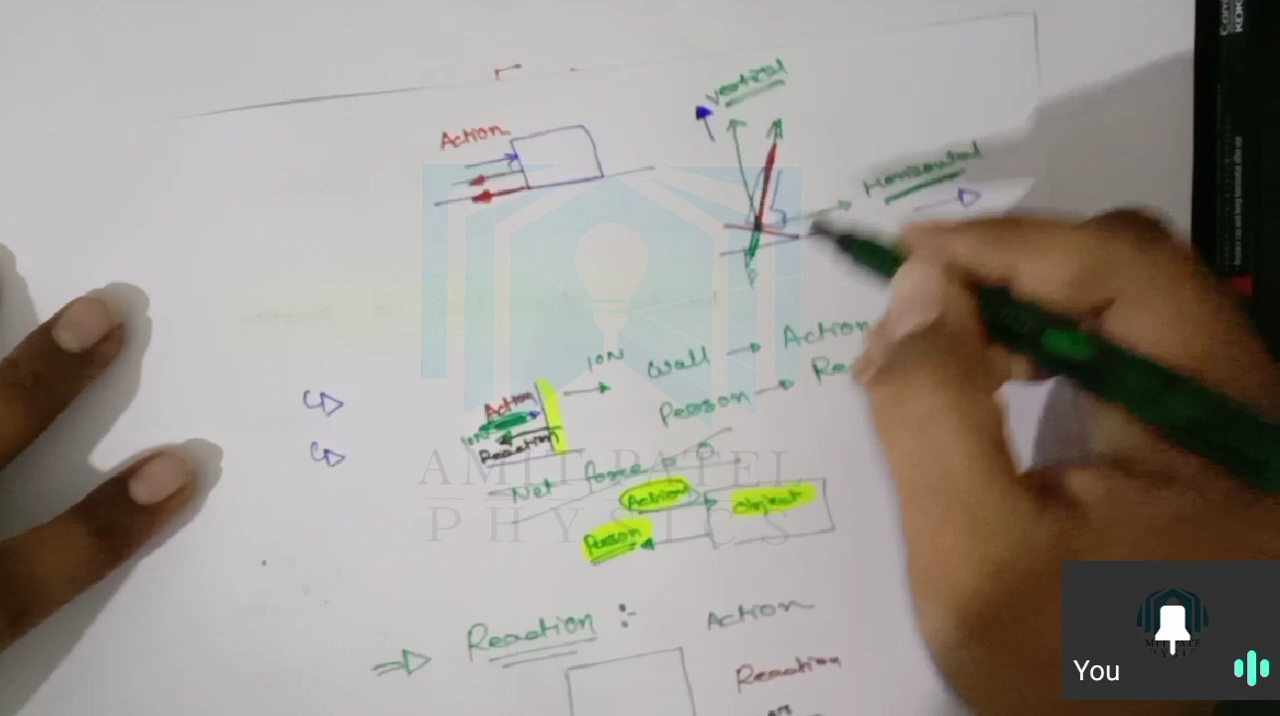 Vertical
Action
Horizontal
10N
Wall → Action
Person →
Action
10N
Reaction
Net force = 0
Action
Object
Person
AMIT PATEL
PHYSICS
⇒ Reaction :-
Action
Reaction
You